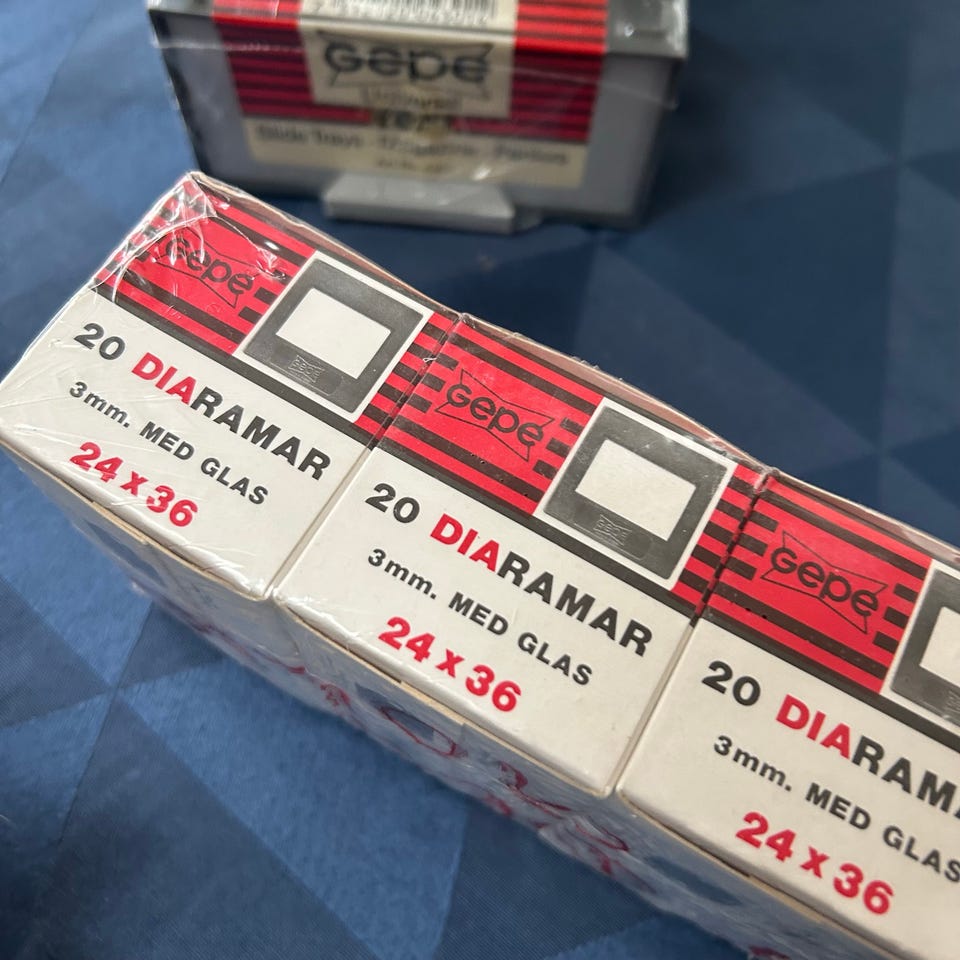 GEPE
Gepe
20 DIARAMAR
3mm. MED GLAS
24 x 36
Gepe
20 DIARAMAR
3mm. MED GLAS
24 x 36
Gepe
20 DIARAMA
3mm. MED GLAS
24 x 36